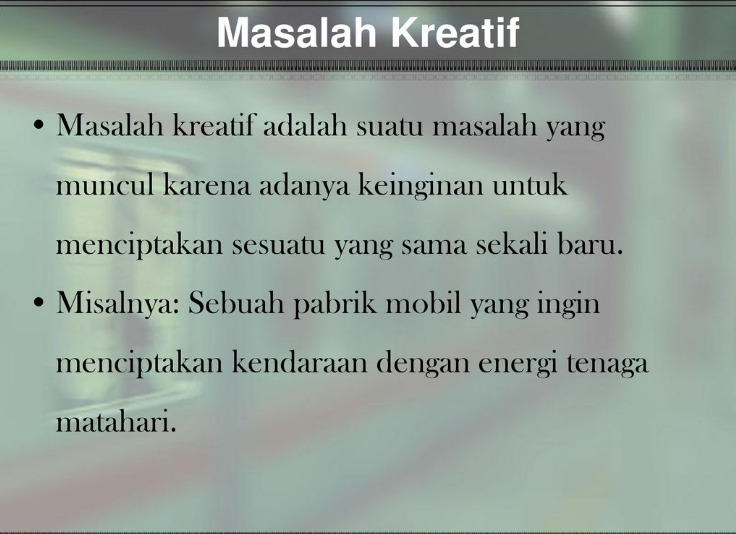 Masalah Kreatif
• Masalah kreatif adalah suatu masalah yang
muncul karena adanya keinginan untuk
menciptakan sesuatu yang sama sekali baru.
• Misalnya: Sebuah pabrik mobil yang ingin
menciptakan kendaraan dengan energi tenaga
matahari.